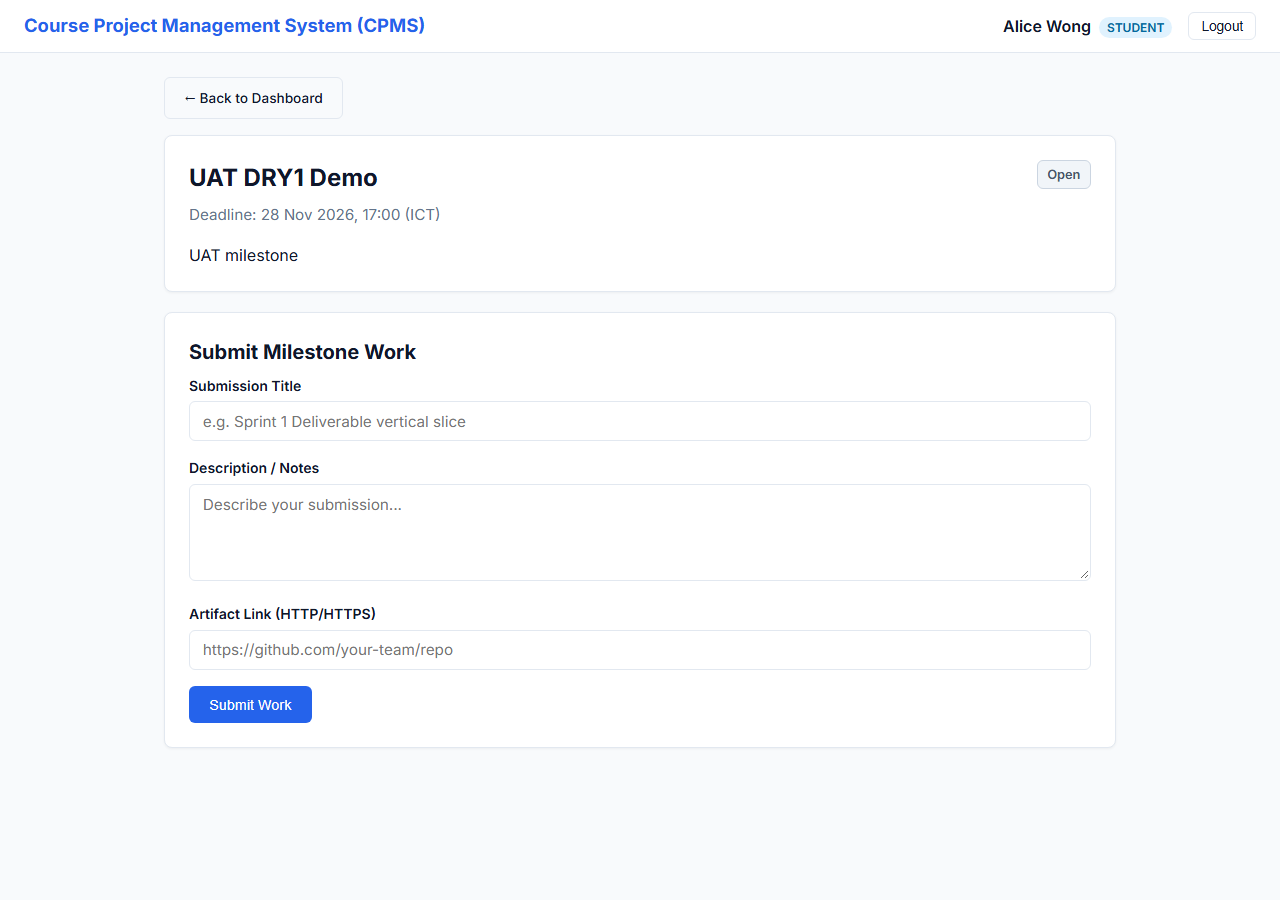 Course Project Management System (CPMS)
Alice Wong STUDENT Logout
← Back to Dashboard
UAT DRY1 Demo
Open
Deadline: 28 Nov 2026, 17:00 (ICT)
UAT milestone
Submit Milestone Work
Submission Title
e.g. Sprint 1 Deliverable vertical slice
Description / Notes
Describe your submission...
Artifact Link (HTTP/HTTPS)
https://github.com/your-team/repo
Submit Work